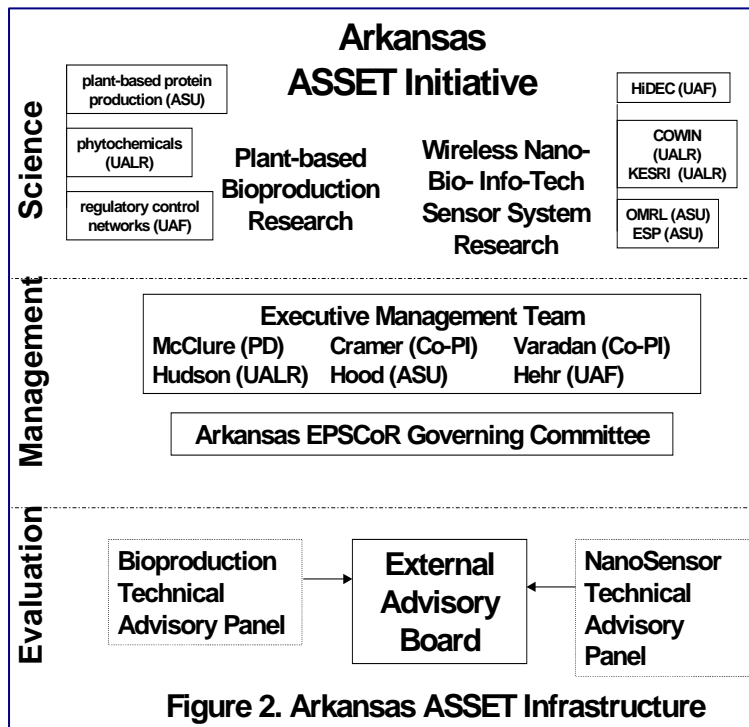 Arkansas
ASSET Initiative
Science
plant-based protein
production (ASU)
phytochemicals
(UALR)
regulatory control
networks (UAF)
Plant-based
Bioproduction
Research
Wireless Nano-
Bio- Info-Tech
Sensor System
Research
HiDEC (UAF)
COWIN
(UALR)
KESRI (UALR)
OMRL (ASU)
ESP (ASU)
Management
Executive Management Team
McClure (PD) Cramer (Co-PI) Varadan (Co-PI)
Hudson (UALR) Hood (ASU) Hehr (UAF)
Arkansas EPSCoR Governing Committee
Evaluation
Bioproduction
Technical
Advisory Panel
External
Advisory
Board
NanoSensor
Technical
Advisory
Panel
Figure 2. Arkansas ASSET Infrastructure